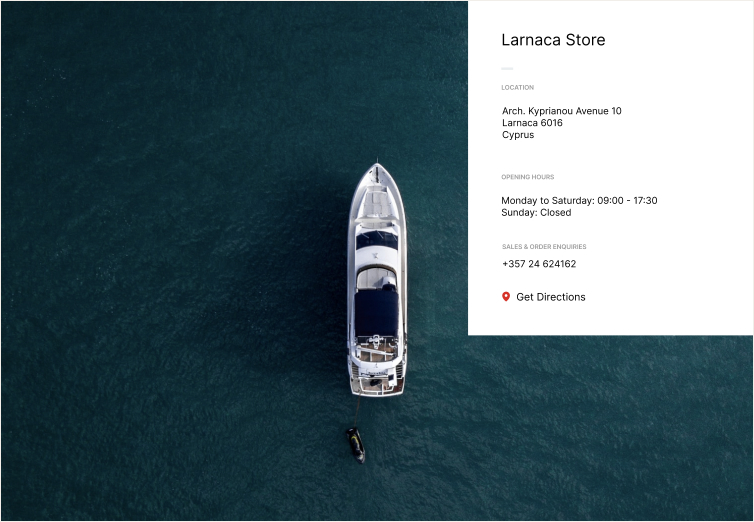 Larnaca Store
LOCATION
Arch. Kyprianou Avenue 10
Larnaca 6016
Cyprus
OPENING HOURS
Monday to Saturday: 09:00 - 17:30
Sunday: Closed
SALES & ORDER ENQUIRIES
+357 24 624162
Get Directions